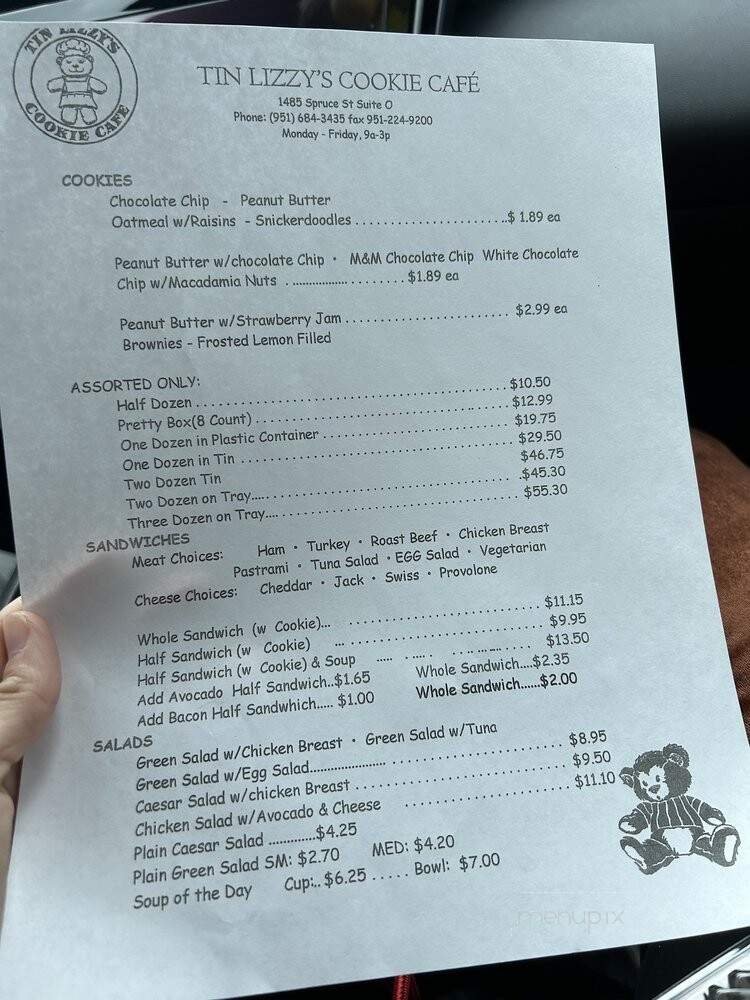 TIN LIZZY'S
COOKIE CAFE
TIN LIZZY'S COOKIE CAFÉ
1485 Spruce St Suite O
Phone: (951) 684-3435 fax 951-224-9200
Monday - Friday, 9a-3p
COOKIES
Chocolate Chip - Peanut Butter
Oatmeal w/Raisins - Snickerdoodles ........................$ 1.89 ea
Peanut Butter w/chocolate Chip • M&M Chocolate Chip White Chocolate
Chip w/Macadamia Nuts ..........................$1.89 ea
Peanut Butter w/Strawberry Jam ......................... $2.99 ea
Brownies - Frosted Lemon Filled
ASSORTED ONLY:
Half Dozen ................................................ $10.50
Pretty Box(8 Count) ....................................... $12.99
One Dozen in Plastic Container ............................ $19.75
One Dozen in Tin .......................................... $29.50
Two Dozen Tin $46.75
Two Dozen on Tray..........................................$45.30
Three Dozen on Tray........................................ $55.30
SANDWICHES
Meat Choices: Ham • Turkey • Roast Beef • Chicken Breast
Pastrami • Tuna Salad • EGG Salad • Vegetarian
Cheese Choices: Cheddar • Jack • Swiss • Provolone
Whole Sandwich (w Cookie)... ............................ $11.15
Half Sandwich (w Cookie) ... ............................ $9.95
Half Sandwich (w Cookie) & Soup ..... . ..... .. .. ... .... . . . $13.50
Add Avocado Half Sandwich..$1.65 Whole Sandwich....$2.35
Add Bacon Half Sandwhich..... $1.00 Whole Sandwich......$2.00
SALADS
Green Salad w/Chicken Breast • Green Salad w/Tuna
Green Salad w/Egg Salad..................... ..................... $8.95
Caesar Salad w/chicken Breast ........................... $9.50
Chicken Salad w/Avocado & Cheese ..................... $11.10
Plain Caesar Salad .............$4.25
Plain Green Salad SM: $2.70 MED: $4.20
Soup of the Day Cup:.. $6.25 ..... Bowl: $7.00
menupix